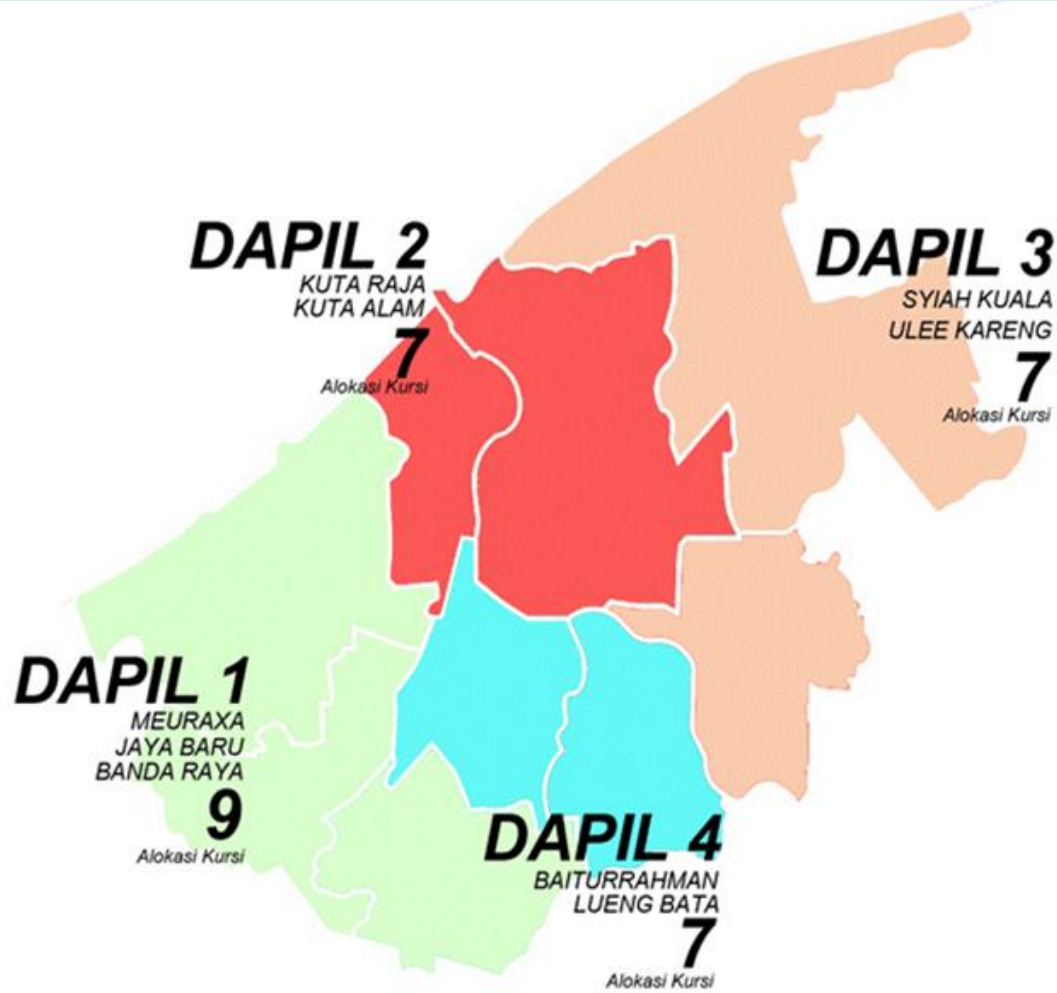 DAPIL 2
KUTA RAJA
KUTA ALAM
7
Alokasi Kursi
DAPIL 3
SYIAH KUALA
ULEE KARENG
7
Alokasi Kursi
DAPIL 1
MEURAXA
JAYA BARU
BANDA RAYA
9
Alokasi Kursi
DAPIL 4
BAITURRAHMAN
LUENG BATA
7
Alokasi Kursi